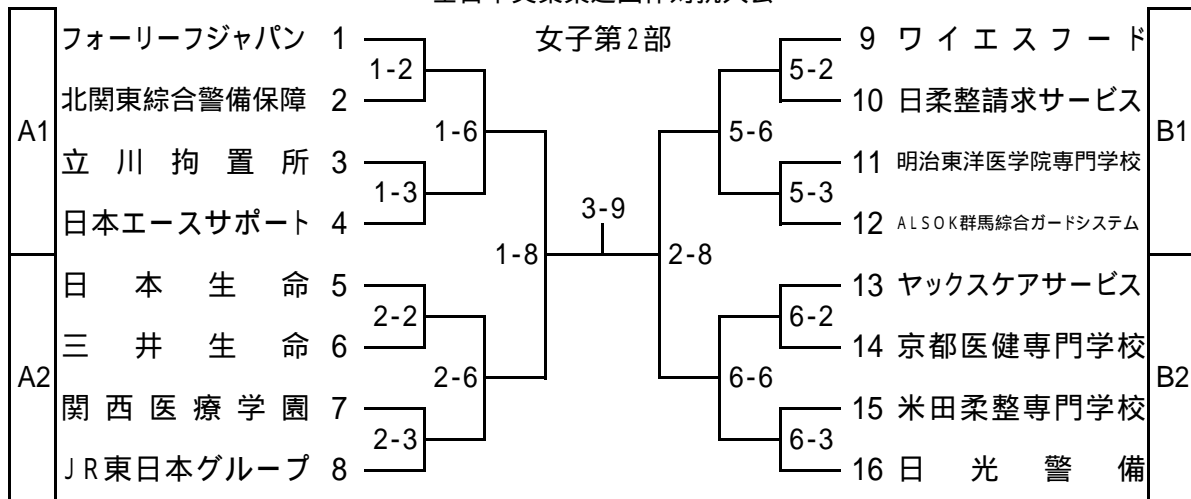 女子第2部
A1
フォーリーフジャパン 1
1-2
北関東綜合警備保障 2
1-6
立川拘置所 3
1-3
日本エースサポート 4
1-8
A2
日本生命 5
2-2
三井生命 6
2-6
関西医療学園 7
2-3
JR東日本グループ 8
3-9
9 ワイエスフード
5-2
10 日柔整請求サービス
5-6
11 明治東洋医学院専門学校
5-3
12 ALSOK群馬綜合ガードシステム
B1
2-8
13 ヤックスケアサービス
6-2
14 京都医健専門学校
6-6
15 米田柔整専門学校
6-3
16 日光警備
B2